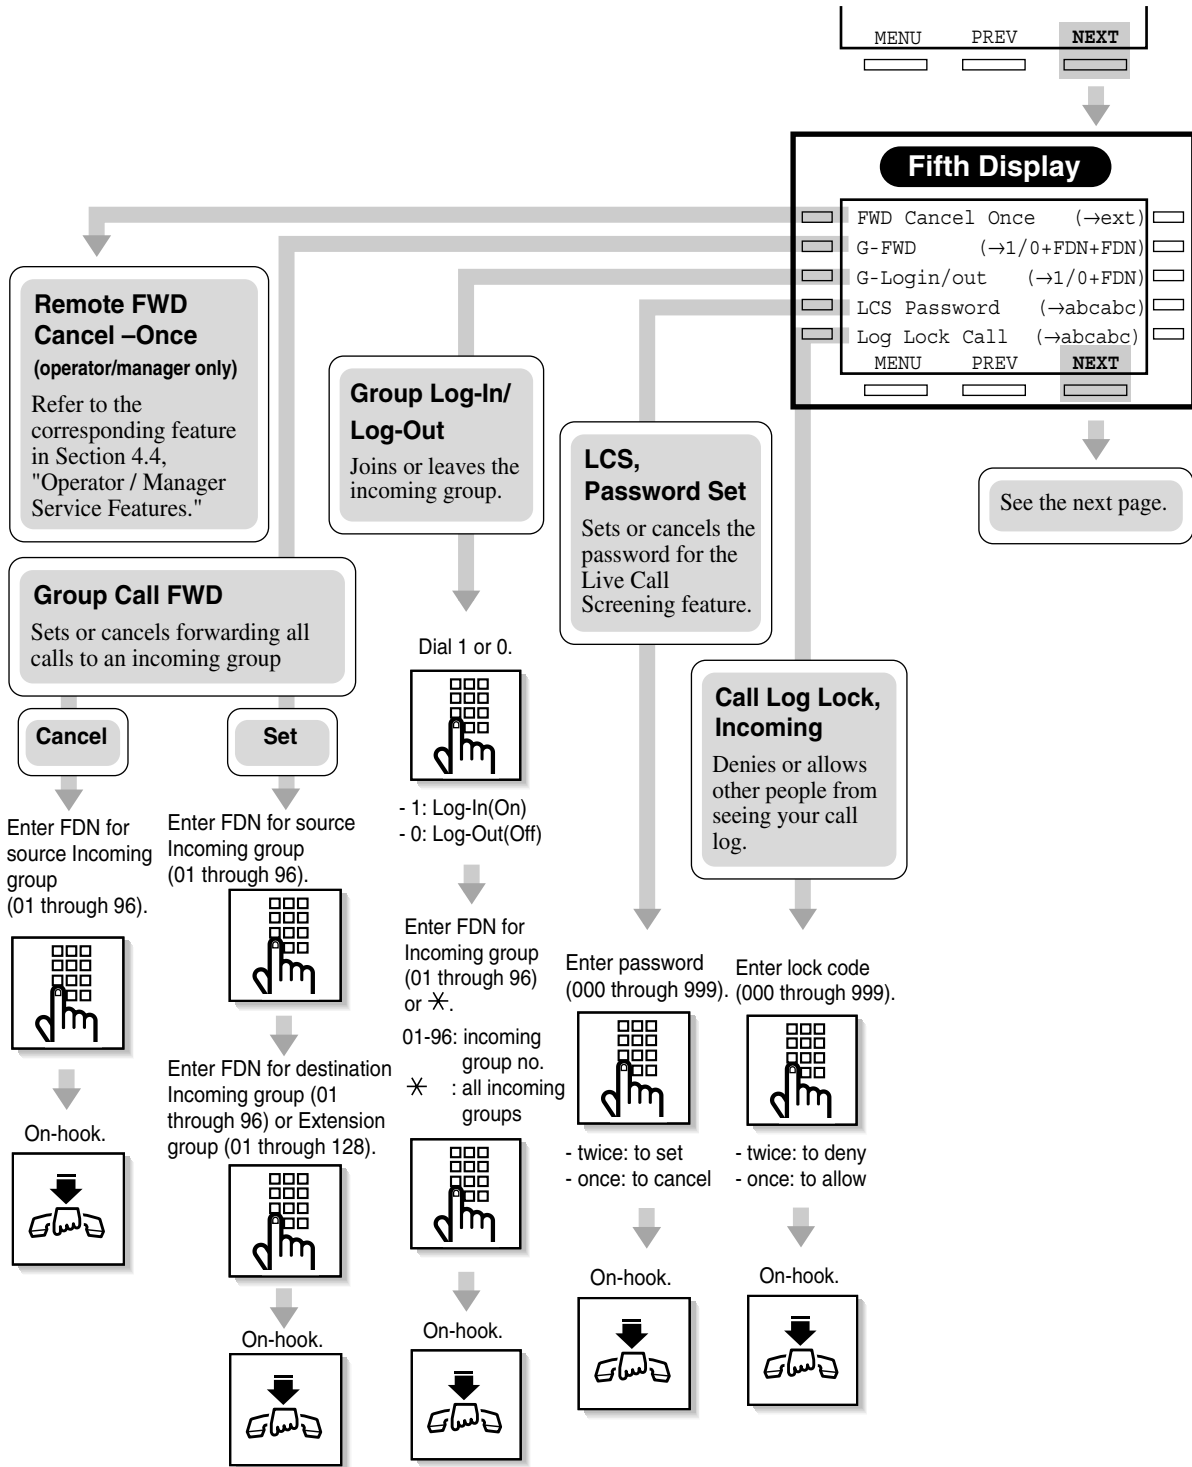 MENU PREV NEXT
Fifth Display
FWD Cancel Once (→ext)
G-FWD (→1/0+FDN+FDN)
G-Login/out (→1/0+FDN)
LCS Password (→abcabc)
Log Lock Call (→abcabc)
MENU PREV NEXT
See the next page.
Remote FWD
Cancel –Once
(operator/manager only)
Refer to the
corresponding feature
in Section 4.4,
"Operator / Manager
Service Features."
Group Call FWD
Sets or cancels forwarding all
calls to an incoming group
Cancel
Enter FDN for
source Incoming
group
(01 through 96).
On-hook.
Set
Enter FDN for source
Incoming group
(01 through 96).
Enter FDN for destination
Incoming group (01
through 96) or Extension
group (01 through 128).
On-hook.
Group Log-In/
Log-Out
Joins or leaves the
incoming group.
Dial 1 or 0.
- 1: Log-In(On)
- 0: Log-Out(Off)
Enter FDN for
Incoming group
(01 through 96)
or ✳.
01-96: incoming
group no.
✳ : all incoming
groups
On-hook.
LCS,
Password Set
Sets or cancels the
password for the
Live Call
Screening feature.
Enter password
(000 through 999).
- twice: to set
- once: to cancel
On-hook.
Call Log Lock,
Incoming
Denies or allows
other people from
seeing your call
log.
Enter lock code
(000 through 999).
- twice: to deny
- once: to allow
On-hook.